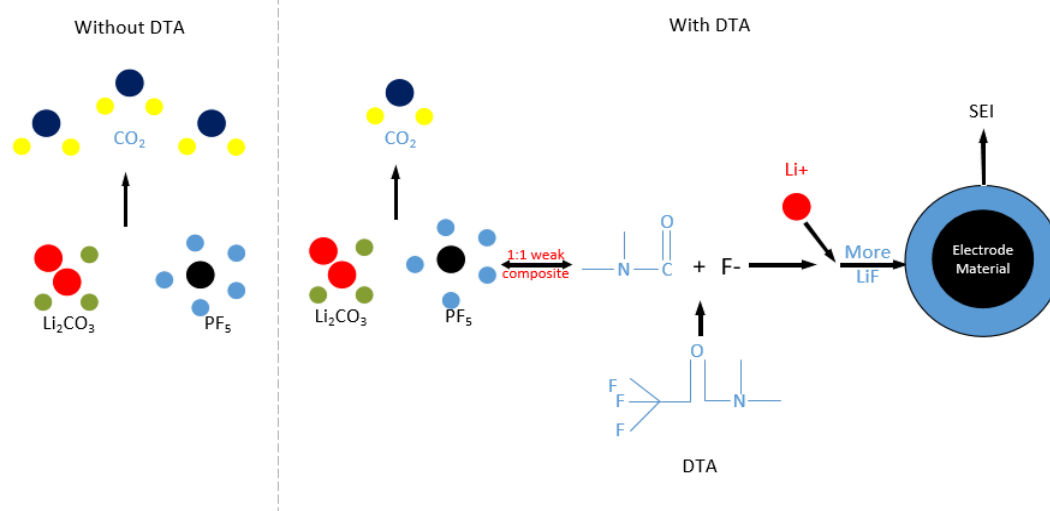 Without DTA
CO₂
Li₂CO₃
PF₅
With DTA
CO₂
Li₂CO₃
PF₅
1:1 weak
composite
O
N
C
+
F-
Li+
More
LiF
SEI
Electrode
Material
O
F
F
F
N
DTA